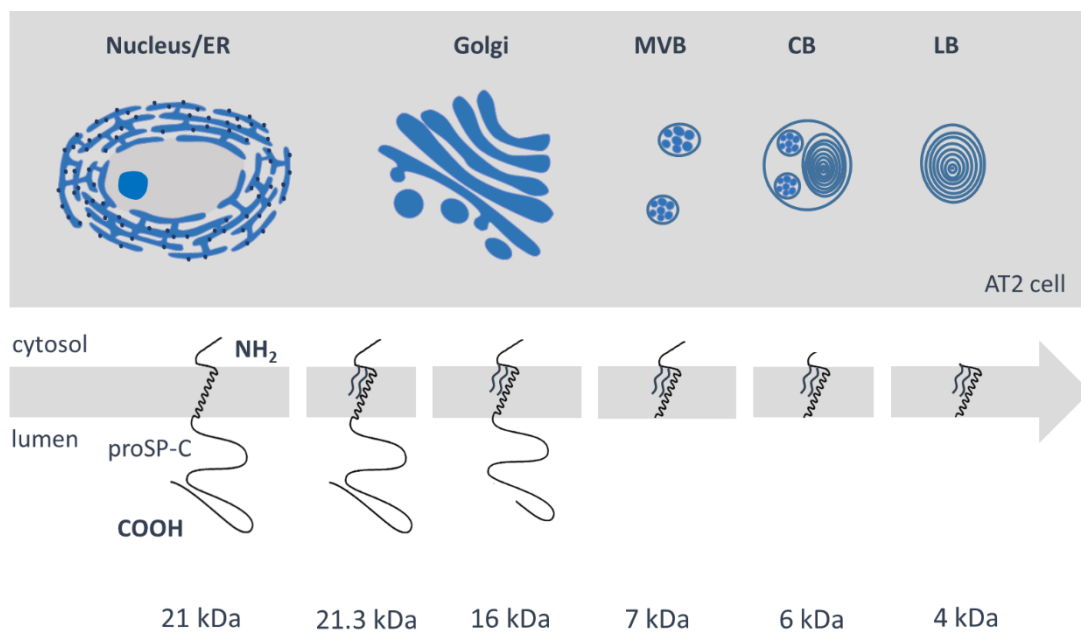 Nucleus/ER Golgi MVB CB LB
AT2 cell
cytosol NH₂
lumen proSP-C
COOH
21 kDa 21.3 kDa 16 kDa 7 kDa 6 kDa 4 kDa